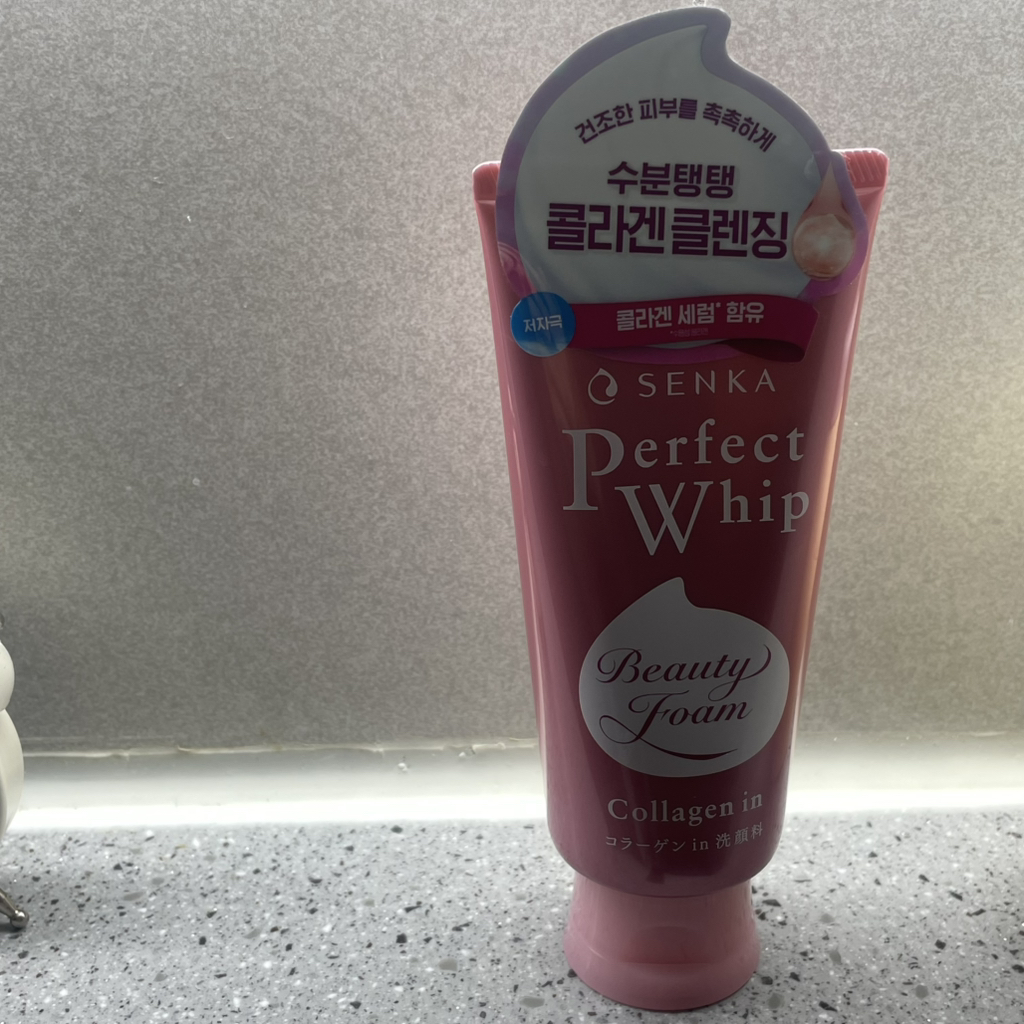 건조한 피부를 촉촉하게
수분탱탱
콜라겐 클렌징
저자극
콜라겐 세럼* 함유
SENKA
Perfect
Whip
Beauty
Foam
Collagen in
コラーゲン in 洗顔料